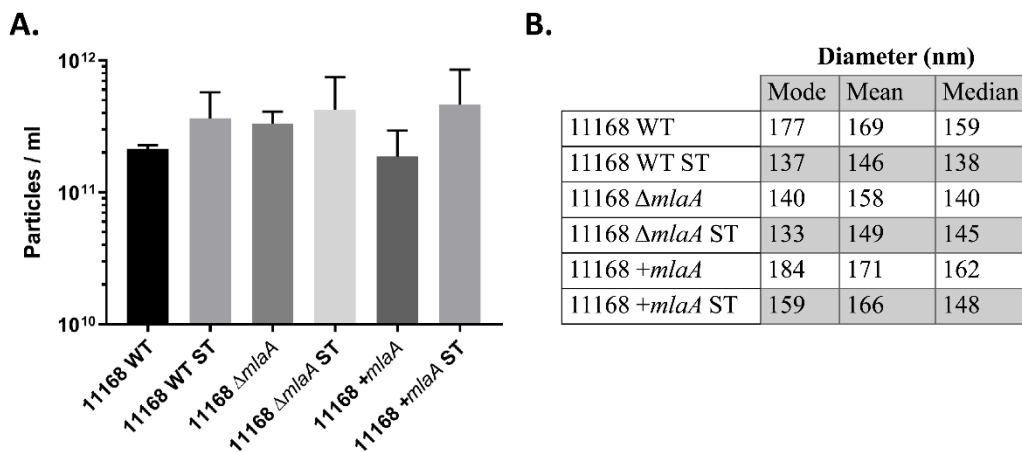 A.
10¹²
10¹¹
10¹⁰
Particles / ml
11168 WT
11168 WT ST
11168 ΔmlaA
11168 ΔmlaA ST
11168 +mlaA
11168 +mlaA ST
B.
Diameter (nm)
Mode Mean Median
11168 WT 177 169 159
11168 WT ST 137 146 138
11168 ΔmlaA 140 158 140
11168 ΔmlaA ST 133 149 145
11168 +mlaA 184 171 162
11168 +mlaA ST 159 166 148